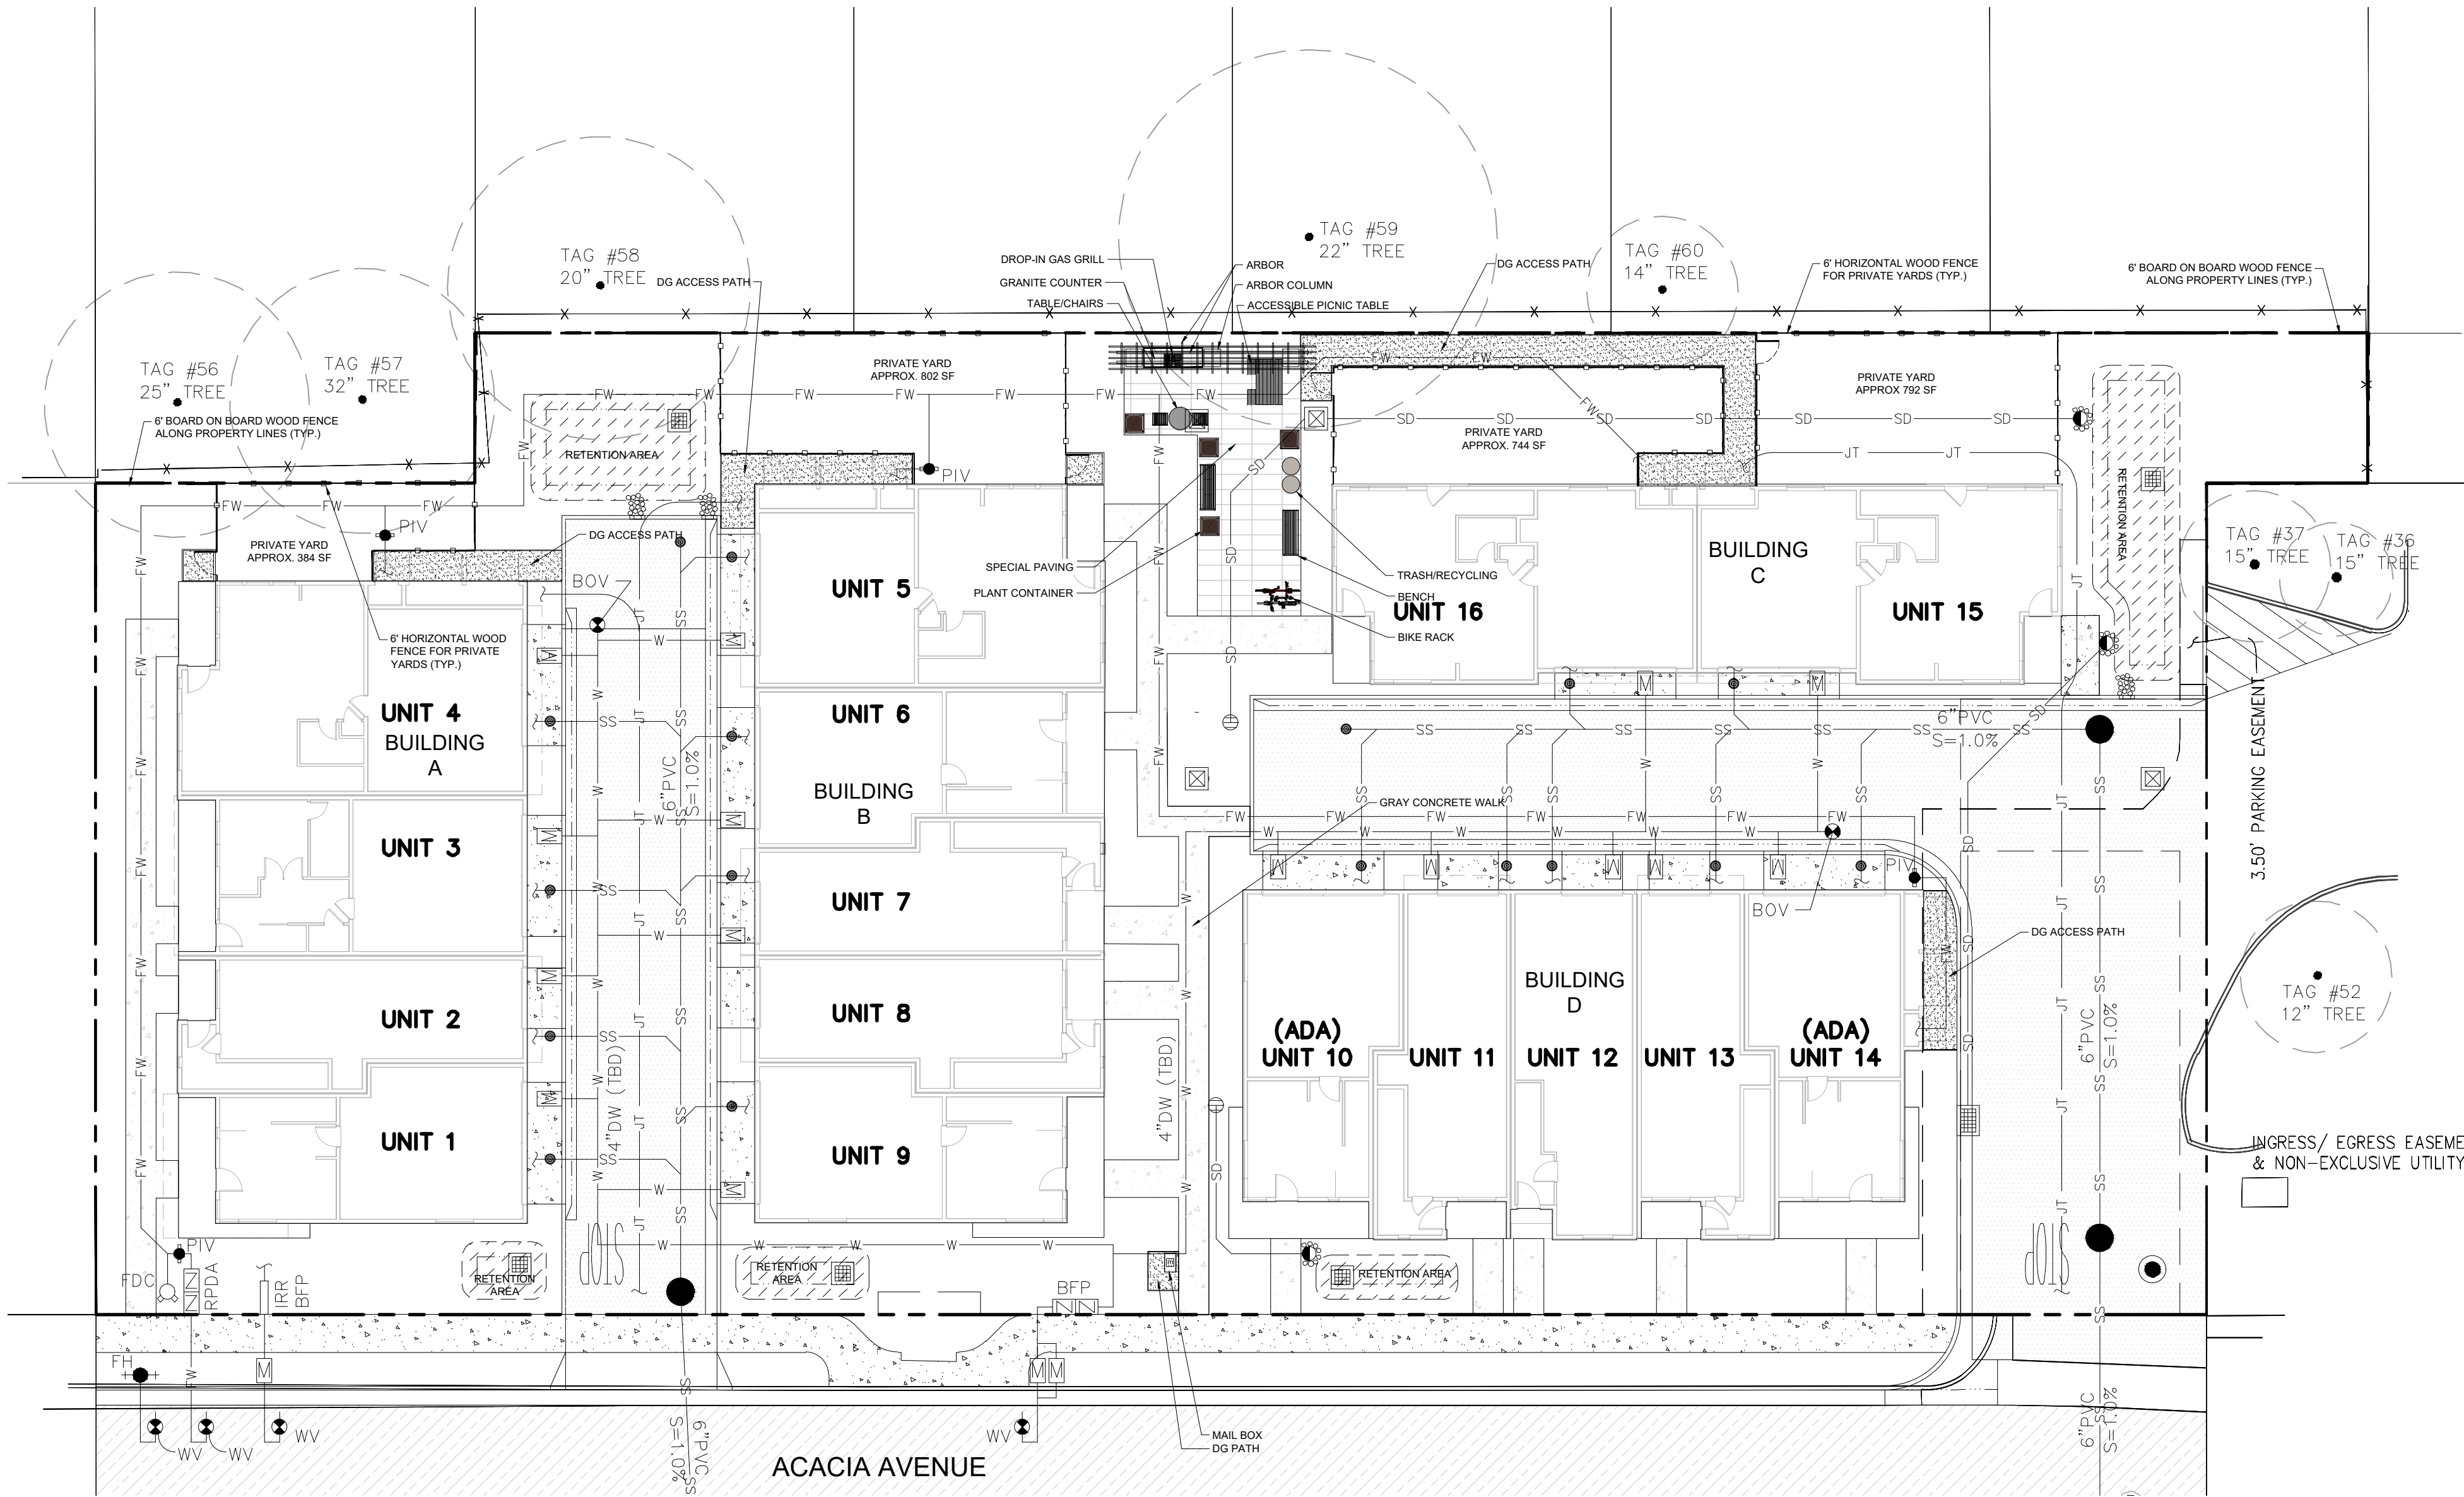 TAG #59
22” TREE
TAG #58
20” TREE
TAG #60
14” TREE
DROP-IN GAS GRILL
GRANITE COUNTER
TABLE/CHAIRS
ARBOR
ARBOR COLUMN
ACCESSIBLE PICNIC TABLE
DG ACCESS PATH
DG ACCESS PATH
6' HORIZONTAL WOOD FENCE
FOR PRIVATE YARDS (TYP.)
6' BOARD ON BOARD WOOD FENCE
ALONG PROPERTY LINES (TYP.)
TAG #56
25” TREE
TAG #57
32” TREE
6' BOARD ON BOARD WOOD FENCE
ALONG PROPERTY LINES (TYP.)
PRIVATE YARD
APPROX. 802 SF
PRIVATE YARD
APPROX 792 SF
PRIVATE YARD
APPROX. 744 SF
RETENTION AREA
RETENTION AREA
PIV
PIV
PRIVATE YARD
APPROX. 384 SF
DG ACCESS PATH
BOV
6' HORIZONTAL WOOD
FENCE FOR PRIVATE
YARDS (TYP.)
SPECIAL PAVING
PLANT CONTAINER
TRASH/RECYCLING
BENCH
BIKE RACK
TAG #37
15” TREE
TAG #36
15” TREE
UNIT 4
BUILDING
A
UNIT 3
UNIT 2
UNIT 1
UNIT 5
UNIT 6
BUILDING
B
UNIT 7
UNIT 8
UNIT 9
UNIT 16
BUILDING
C
UNIT 15
6”PVC
S=1.0%
6”PVC
S=1.0%
3.50' PARKING EASEMENT
GRAY CONCRETE WALK
PIV
BOV
DG ACCESS PATH
BUILDING
D
(ADA)
UNIT 10
UNIT 11
UNIT 12
UNIT 13
(ADA)
UNIT 14
TAG #52
12” TREE
4”DW (TBD)
4”DW (TBD)
6”PVC
S=1.0%
INGRESS/ EGRESS EASEME
& NON-EXCLUSIVE UTILITY
STOP
STOP
PIV
FDC
RPDA
IRR
BFP
RETENTION
AREA
RETENTION
AREA
BFP
RETENTION AREA
FH
WV
WV
WV
WV
MAIL BOX
DG PATH
6”PVC
S=1.0%
6”PVC
S=1.0%
ACACIA AVENUE